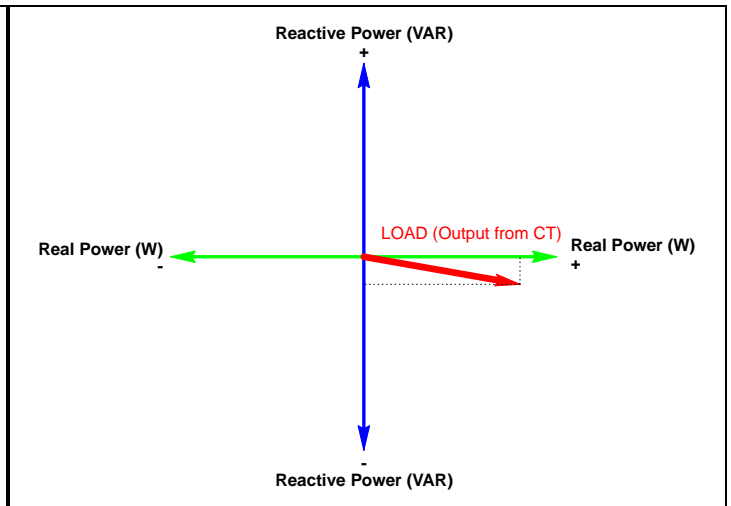 Reactive Power (VAR)
+
LOAD (Output from CT)
Real Power (W)
-
Real Power (W)
+
-
Reactive Power (VAR)